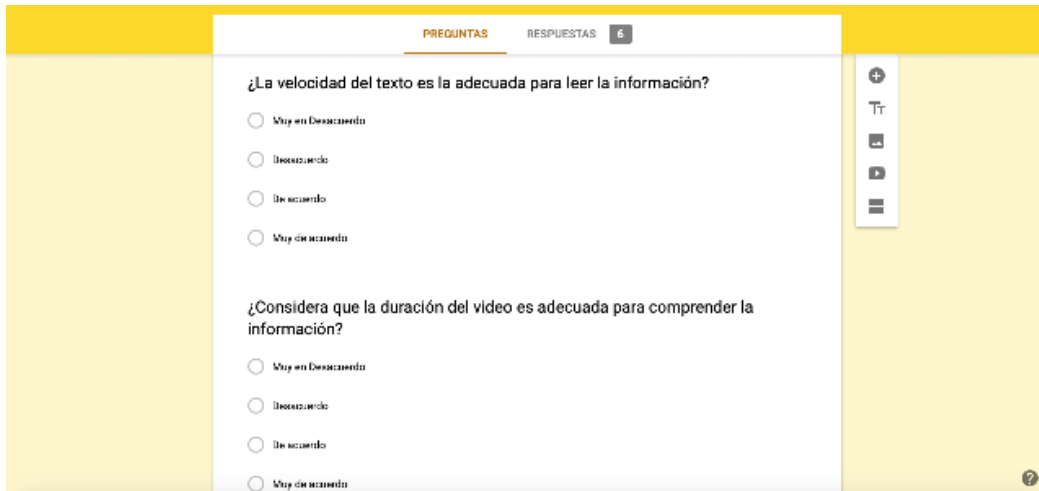 PREGUNTAS RESPUESTAS 6
¿La velocidad del texto es la adecuada para leer la información?
Muy en Desacuerdo
Desacuerdo
De acuerdo
Muy de acuerdo
¿Considera que la duración del video es adecuada para comprender la
información?
Muy en Desacuerdo
Desacuerdo
De acuerdo
Muy de acuerdo